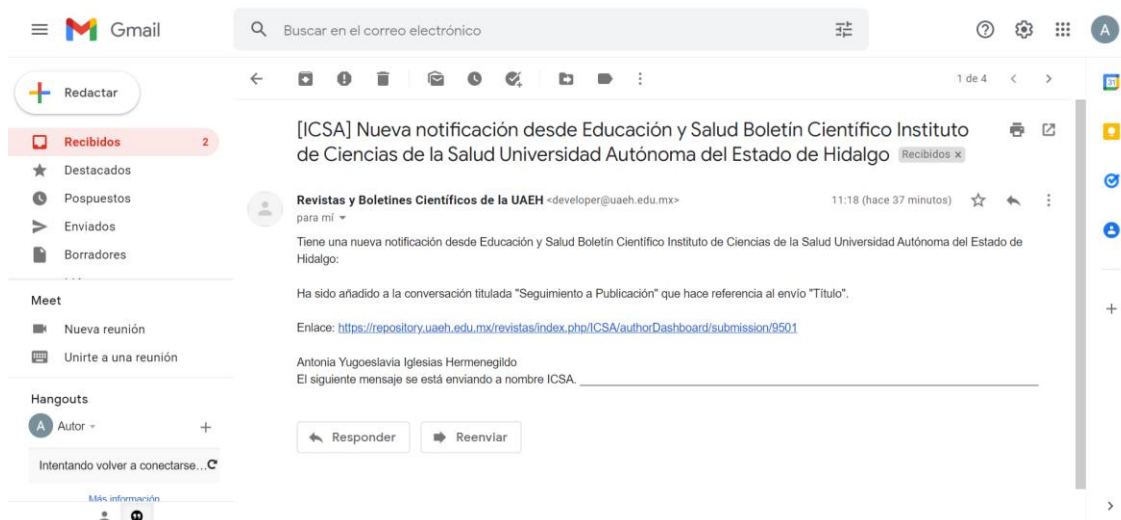 Gmail
Buscar en el correo electrónico
A
Redactar
1 de 4
31
Recibidos 2
Destacados
Pospuestos
Enviados
Borradores
Meet
Nueva reunión
Unirte a una reunión
Hangouts
A Autor
Intentando volver a conectarse...
Más información
[ICSA] Nueva notificación desde Educación y Salud Boletín Científico Instituto
de Ciencias de la Salud Universidad Autónoma del Estado de Hidalgo Recibidos x
Revistas y Boletines Científicos de la UAEH <developer@uaeh.edu.mx> 11:18 (hace 37 minutos)
para mí
Tiene una nueva notificación desde Educación y Salud Boletín Científico Instituto de Ciencias de la Salud Universidad Autónoma del Estado de
Hidalgo:
Ha sido añadido a la conversación titulada "Seguimiento a Publicación" que hace referencia al envío "Título".
Enlace: https://repository.uaeh.edu.mx/revistas/index.php/ICSA/authorDashboard/submission/9501
Antonia Yugoeslavia Iglesias Hermenegildo
El siguiente mensaje se está enviando a nombre ICSA.
Responder
Reenviar